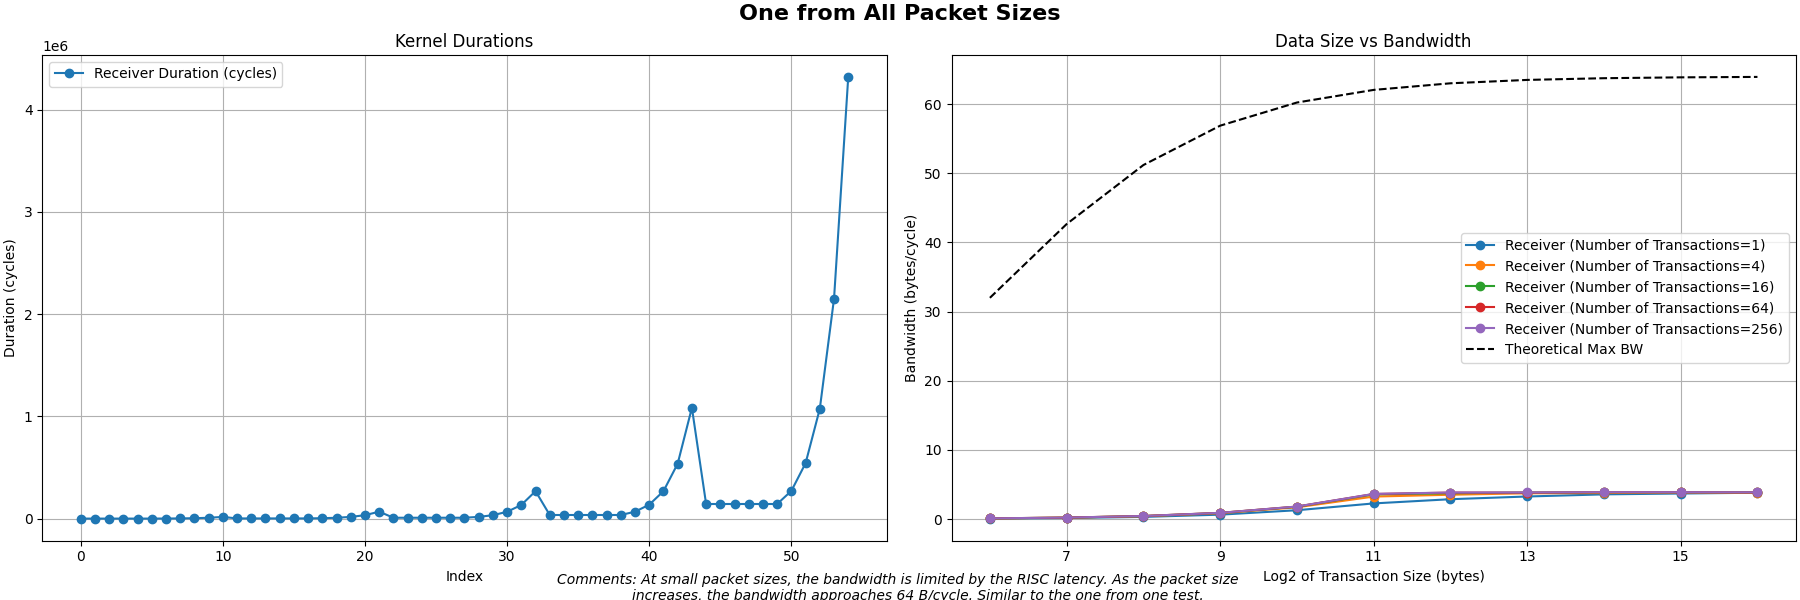 One from All Packet Sizes
Kernel Durations
1e6
Receiver Duration (cycles)
4
3
2
1
0
Duration (cycles)
0 10 20 30 40 50
Index
Data Size vs Bandwidth
60
50
40
30
20
10
0
Bandwidth (bytes/cycle)
Receiver (Number of Transactions=1)
Receiver (Number of Transactions=4)
Receiver (Number of Transactions=16)
Receiver (Number of Transactions=64)
Receiver (Number of Transactions=256)
Theoretical Max BW
7 9 11 13 15
Log2 of Transaction Size (bytes)
Comments: At small packet sizes, the bandwidth is limited by the RISC latency. As the packet size
increases, the bandwidth approaches 64 B/cycle. Similar to the one from one test.